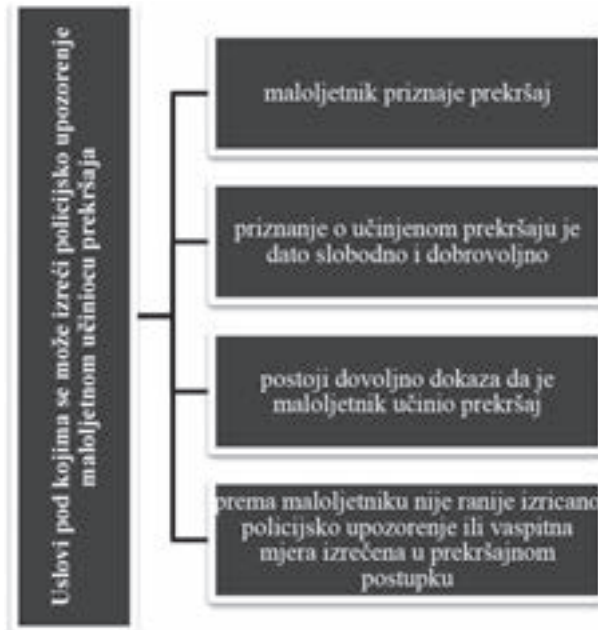 Uslovi pod kojima se može izreći policijsko upozorenje
maloljetnom učiniocu prekršaja
maloljetnik priznaje prekršaj
priznanje o učinjenom prekršaju je
dato slobodno i dobrovoljno
postoji dovoljno dokaza da je
maloljetnik učinio prekršaj
prema maloljetniku nije ranije izricano
policijsko upozorenje ili vaspitna
mjera izrečena u prekršajnom
postupku